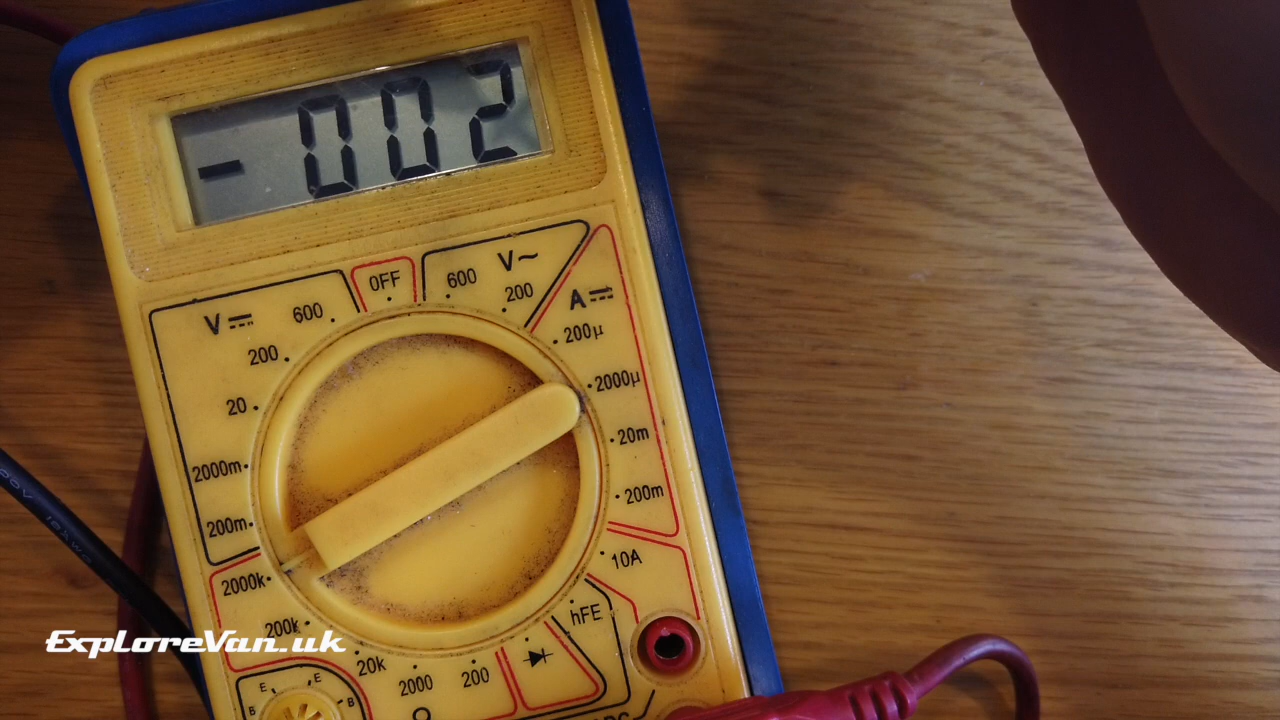 - 002
OFF
V⎓
600
200
20
2000m
200m
600
V~
200
A⎓
200µ
2000µ
20m
200m
10A
hFE
2000k
200k
20k
2000
200
Ω
E
E
B
B
ExploreVan.uk